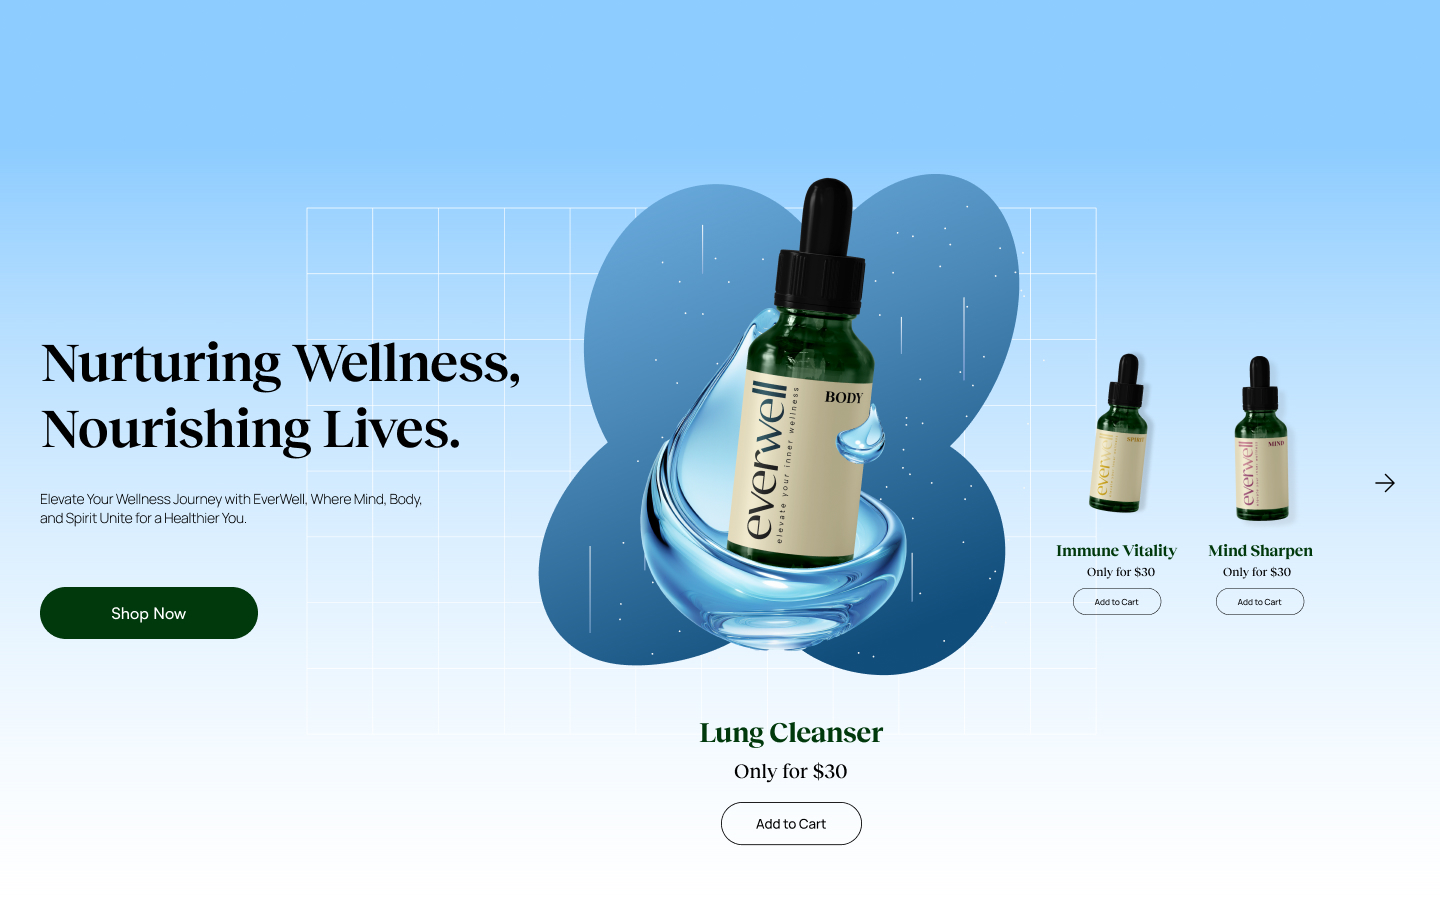 Nurturing Wellness,
Nourishing Lives.
Elevate Your Wellness Journey with EverWell, Where Mind, Body,
and Spirit Unite for a Healthier You.
Shop Now
BODY
everwell
elevate your inner wellness
Lung Cleanser
Only for $30
Add to Cart
SPIRIT
everwell
Immune Vitality
Only for $30
Add to Cart
MIND
everwell
Mind Sharpen
Only for $30
Add to Cart